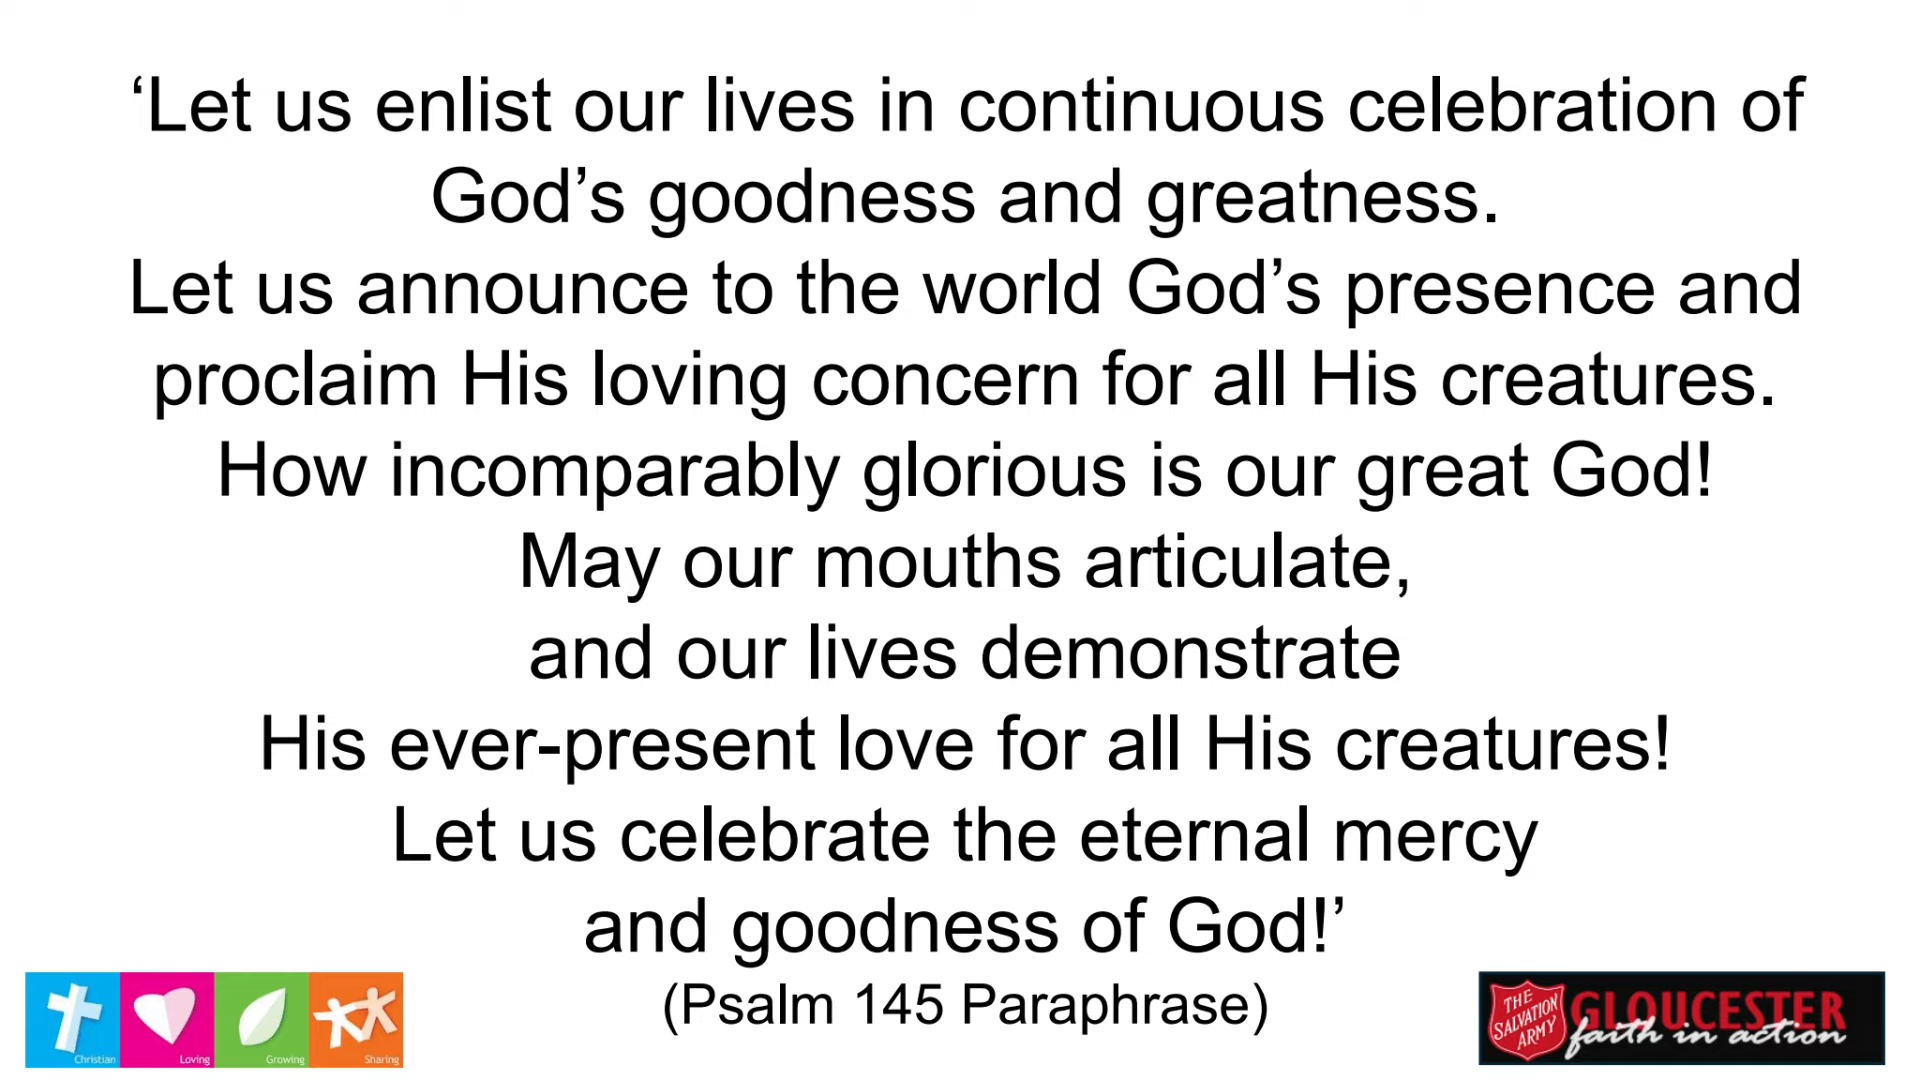 ‘Let us enlist our lives in continuous celebration of
God’s goodness and greatness.
Let us announce to the world God’s presence and
proclaim His loving concern for all His creatures.
How incomparably glorious is our great God!
May our mouths articulate,
and our lives demonstrate
His ever-present love for all His creatures!
Let us celebrate the eternal mercy
and goodness of God!’
(Psalm 145 Paraphrase)
Christian
Loving
Growing
Sharing
THE
SALVATION
ARMY
GLOUCESTER
faith in action